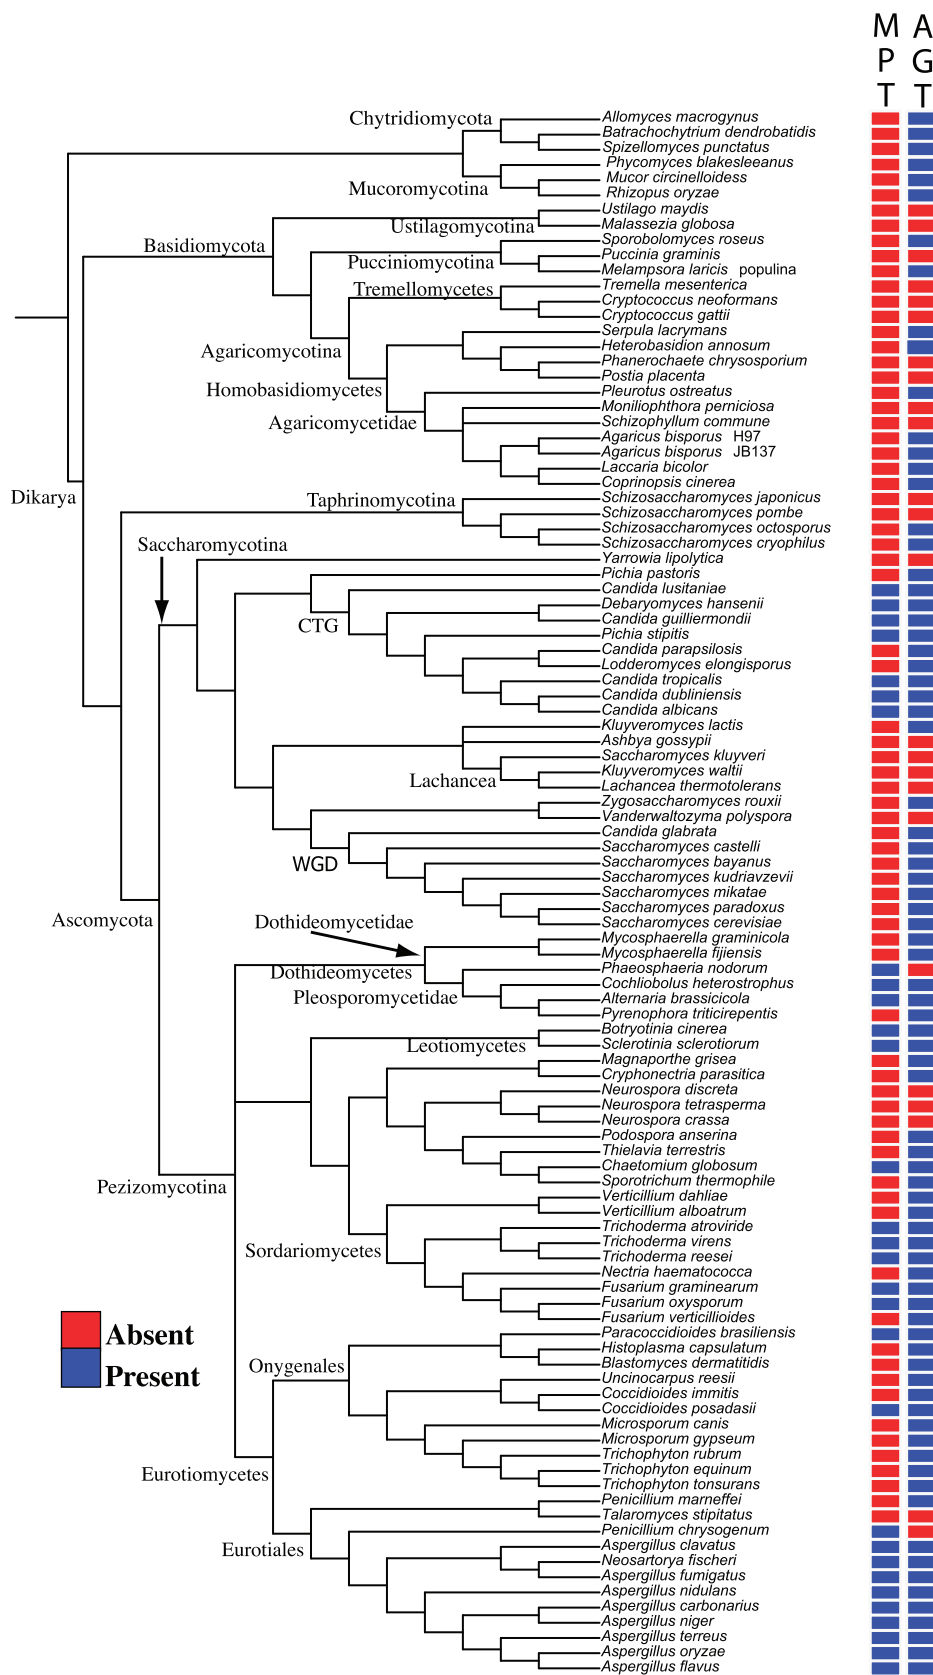 M A
P G
T T
Chytridiomycota
Allomyces macrogynus
Batrachochytrium dendrobatidis
Spizellomyces punctatus
Phycomyces blakesleeanus
Mucor circinelloidess
Mucoromycotina
Rhizopus oryzae
Ustilago maydis
Ustilagomycotina
Malassezia globosa
Basidiomycota
Sporobolomyces roseus
Puccinia graminis
Pucciniomycotina
Melampsora laricis populina
Tremellomycetes
Tremella mesenterica
Cryptococcus neoformans
Cryptococcus gattii
Serpula lacrymans
Agaricomycotina
Heterobasidion annosum
Phanerochaete chrysosporium
Postia placenta
Homobasidiomycetes
Pleurotus ostreatus
Moniliophthora perniciosa
Agaricomycetidae
Schizophyllum commune
Agaricus bisporus H97
Agaricus bisporus JB137
Laccaria bicolor
Coprinopsis cinerea
Dikarya
Taphrinomycotina
Schizosaccharomyces japonicus
Schizosaccharomyces pombe
Schizosaccharomyces octosporus
Saccharomycotina
Schizosaccharomyces cryophilus
Yarrowia lipolytica
Pichia pastoris
Candida lusitaniae
Debaryomyces hansenii
CTG
Candida guilliermondii
Pichia stipitis
Candida parapsilosis
Lodderomyces elongisporus
Candida tropicalis
Candida dubliniensis
Candida albicans
Kluyveromyces lactis
Ashbya gossypii
Saccharomyces kluyveri
Kluyveromyces waltii
Lachancea
Lachancea thermotolerans
Zygosaccharomyces rouxii
Vanderwaltozyma polyspora
Candida glabrata
Saccharomyces castelli
WGD
Saccharomyces bayanus
Saccharomyces kudriavzevii
Saccharomyces mikatae
Saccharomyces paradoxus
Ascomycota
Saccharomyces cerevisiae
Dothideomycetidae
Mycosphaerella graminicola
Mycosphaerella fijiensis
Dothideomycetes
Phaeosphaeria nodorum
Cochliobolus heterostrophus
Pleosporomycetidae
Alternaria brassicicola
Pyrenophora triticirepentis
Botryotinia cinerea
Leotiomycetes
Sclerotinia sclerotiorum
Magnaporthe grisea
Cryphonectria parasitica
Neurospora discreta
Neurospora tetrasperma
Neurospora crassa
Podospora anserina
Thielavia terrestris
Chaetomium globosum
Pezizomycotina
Sporotrichum thermophile
Verticillium dahliae
Verticillium alboatrum
Trichoderma atroviride
Trichoderma virens
Sordariomycetes
Trichoderma reesei
Nectria haematococca
Fusarium graminearum
Fusarium oxysporum
Fusarium verticillioides
Absent
Paracoccidioides brasiliensis
Histoplasma capsulatum
Onygenales
Blastomyces dermatitidis
Present
Uncinocarpus reesii
Coccidioides immitis
Coccidioides posadasii
Microsporum canis
Microsporum gypseum
Trichophyton rubrum
Eurotiomycetes
Trichophyton equinum
Trichophyton tonsurans
Penicillium marneffei
Talaromyces stipitatus
Penicillium chrysogenum
Eurotiales
Aspergillus clavatus
Neosartorya fischeri
Aspergillus fumigatus
Aspergillus nidulans
Aspergillus carbonarius
Aspergillus niger
Aspergillus terreus
Aspergillus oryzae
Aspergillus flavus